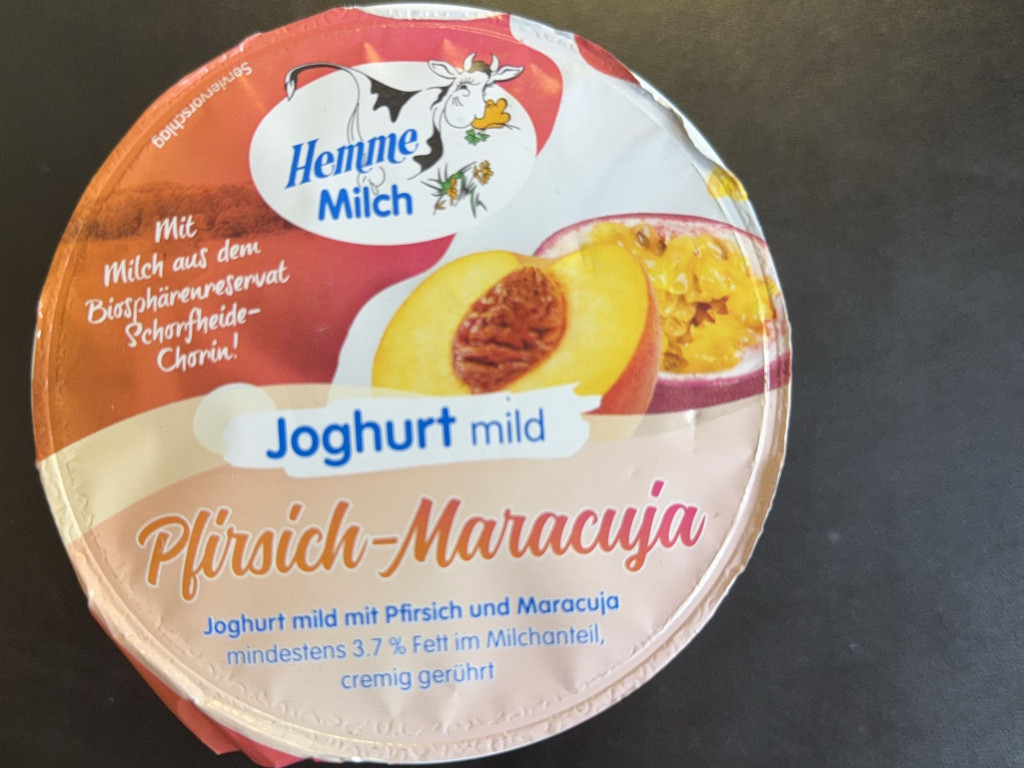 Serviervorschlag
Hemme
Milch
Mit
Milch aus dem
Biosphärenreservat
Schorfheide-
Chorin!
Joghurt mild
Pfirsich-Maracuja
Joghurt mild mit Pfirsich und Maracuja
mindestens 3.7 % Fett im Milchanteil,
cremig gerührt